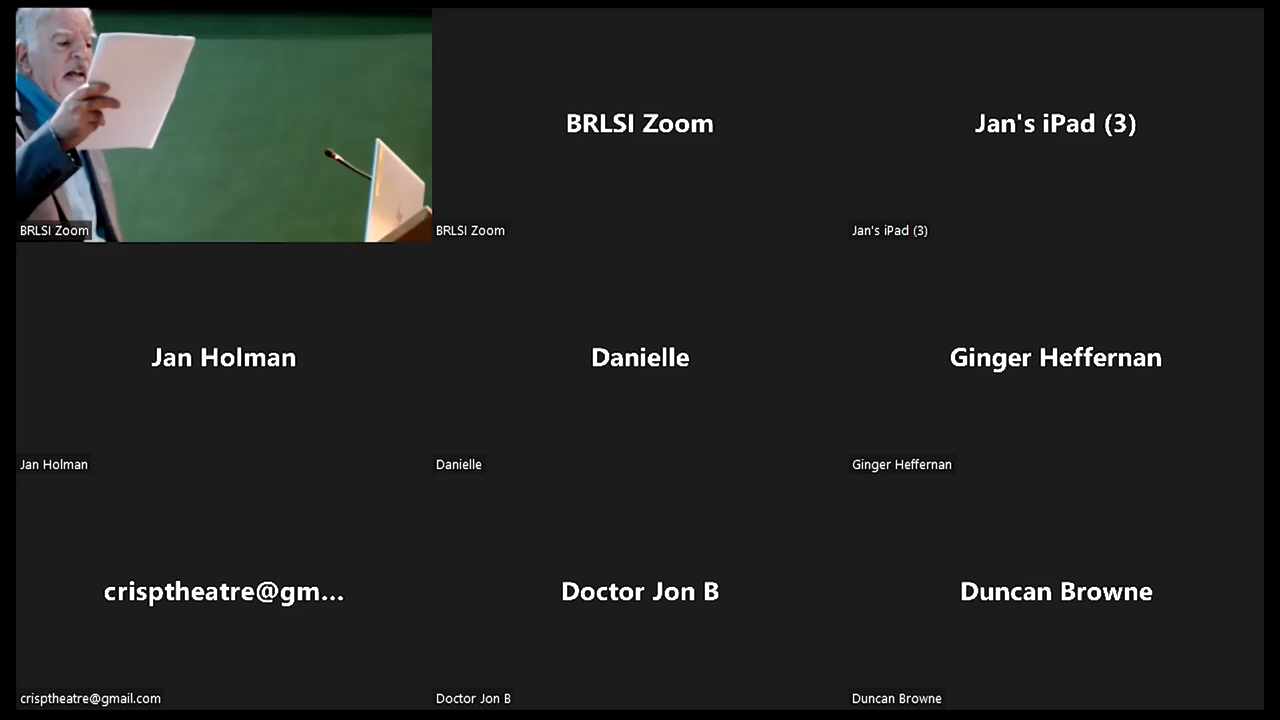 BRLSI Zoom
Jan's iPad (3)
BRLSI Zoom
BRLSI Zoom
Jan's iPad (3)
Jan Holman
Danielle
Ginger Heffernan
Jan Holman
Danielle
Ginger Heffernan
crisptheatre@gm...
Doctor Jon B
Duncan Browne
crisptheatre@gmail.com
Doctor Jon B
Duncan Browne